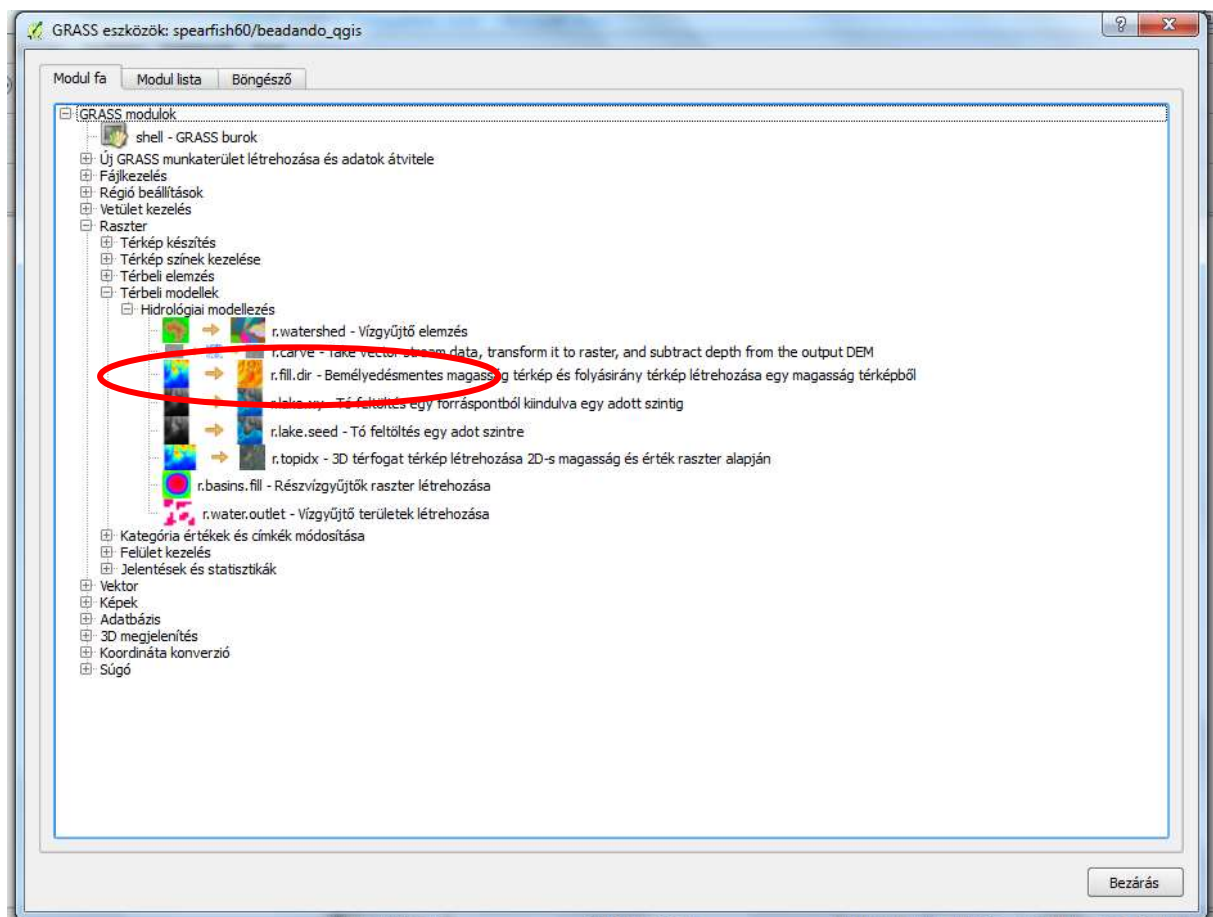 GRASS eszközök: spearfish60/beadando_qgis
Modul fa Modul lista Böngésző
GRASS modulok
shell - GRASS burok
Új GRASS munkaterület létrehozása és adatok átvitele
Fájlkezelés
Régió beállítások
Vetület kezelés
Raszter
Térkép készítés
Térkép színek kezelése
Térbeli elemzés
Térbeli modellek
Hidrológiai modellezés
r.watershed - Vízgyűjtő elemzés
r.carve - Take vector stream data, transform it to raster, and subtract depth from the output DEM
r.fill.dir - Bemélyedésmentes magasság térkép és folyásirány térkép létrehozása egy magasság térképből
r.lake.xy - Tó feltöltés egy forráspontból kiindulva egy adott szintig
r.lake.seed - Tó feltöltés egy adot szintre
r.topidx - 3D térfogat térkép létrehozása 2D-s magasság és érték raszter alapján
r.basins.fill - Részvízgyűjtők raszter létrehozása
r.water.outlet - Vízgyűjtő területek létrehozása
Kategória értékek és címkék módosítása
Felület kezelés
Jelentések és statisztikák
Vektor
Képek
Adatbázis
3D megjelenítés
Koordináta konverzió
Súgó
Bezárás